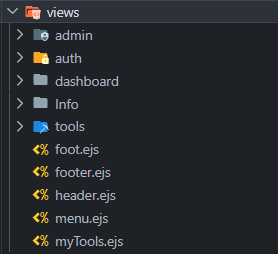 views
admin
auth
dashboard
Info
tools
foot.ejs
footer.ejs
header.ejs
menu.ejs
myTools.ejs